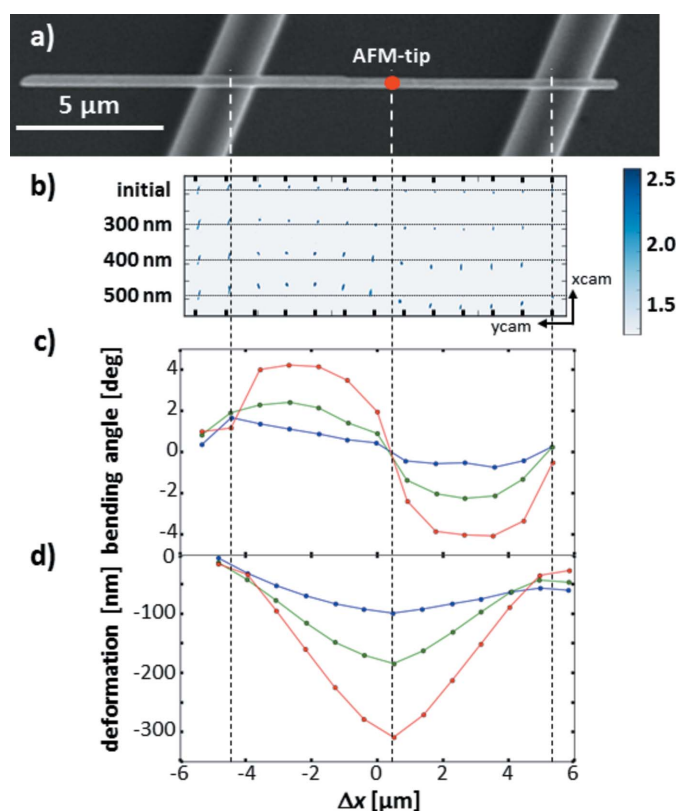 a)
AFM-tip
5 μm
b)
initial
300 nm
400 nm
500 nm
2.5
2.0
1.5
xcam
ycam
c)
bending angle [deg]
4
2
0
-2
-4
d)
deformation [nm]
0
-100
-200
-300
-6 -4 -2 0 2 4 6
Δx [μm]